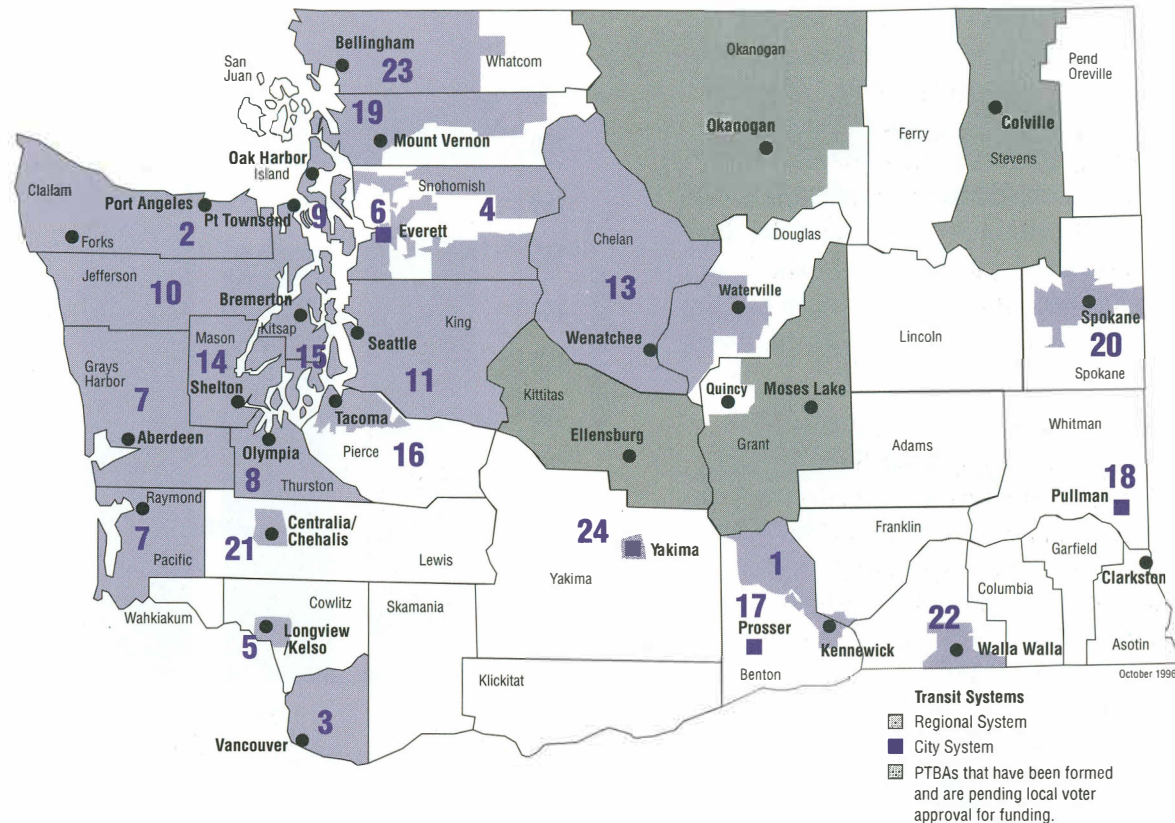 Bellingham
23
Whatcom
San
Juan
19
Mount Vernon
Okanogan
Okanogan
Ferry
Pend
Oreville
Colville
Stevens
Oak Harbor
Island
Clallam
Port Angeles
Pt Townsend
2
Forks
9
Snohomish
6
4
Everett
Jefferson
10
Bremerton
Kitsap
Mason
14
15
Shelton
King
Seattle
11
Chelan
13
Wenatchee
Douglas
Waterville
Lincoln
Spokane
20
Spokane
Grays
Harbor
7
Aberdeen
Olympia
8
Thurston
Tacoma
Pierce
16
Kittitas
Ellensburg
Quincy
Moses Lake
Grant
Adams
Whitman
18
Pullman
Raymond
7
Pacific
Centralia/
Chehalis
21
Lewis
24
Yakima
Yakima
Franklin
1
Garfield
Columbia
Clarkston
Wahkiakum
Cowlitz
Longview
/Kelso
5
Skamania
17
Prosser
Kennewick
Benton
22
Walla Walla
Asotin
Klickitat
3
Vancouver
October 1996
Transit Systems
Regional System
City System
PTBAs that have been formed
and are pending local voter
approval for funding.